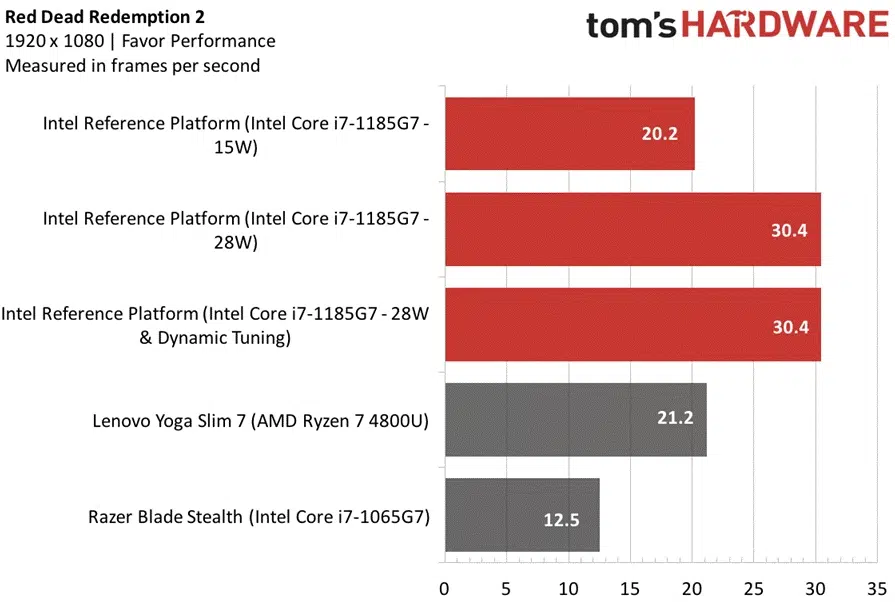 Red Dead Redemption 2
1920 x 1080 | Favor Performance
Measured in frames per second
tom's HARDWARE
Intel Reference Platform (Intel Core i7-1185G7 -
15W)
20.2
Intel Reference Platform (Intel Core i7-1185G7 -
28W)
30.4
Intel Reference Platform (Intel Core i7-1185G7 - 28W
& Dynamic Tuning)
30.4
Lenovo Yoga Slim 7 (AMD Ryzen 7 4800U)
21.2
Razer Blade Stealth (Intel Core i7-1065G7)
12.5
0 5 10 15 20 25 30 35